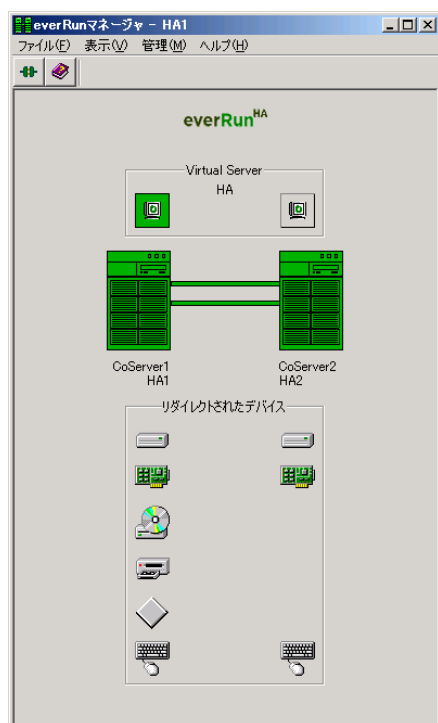 everRunマネージャ - HA1
ファイル(F) 表示(V) 管理(M) ヘルプ(H)
everRunHA
Virtual Server
HA
CoServer1
HA1
CoServer2
HA2
リダイレクトされたデバイス